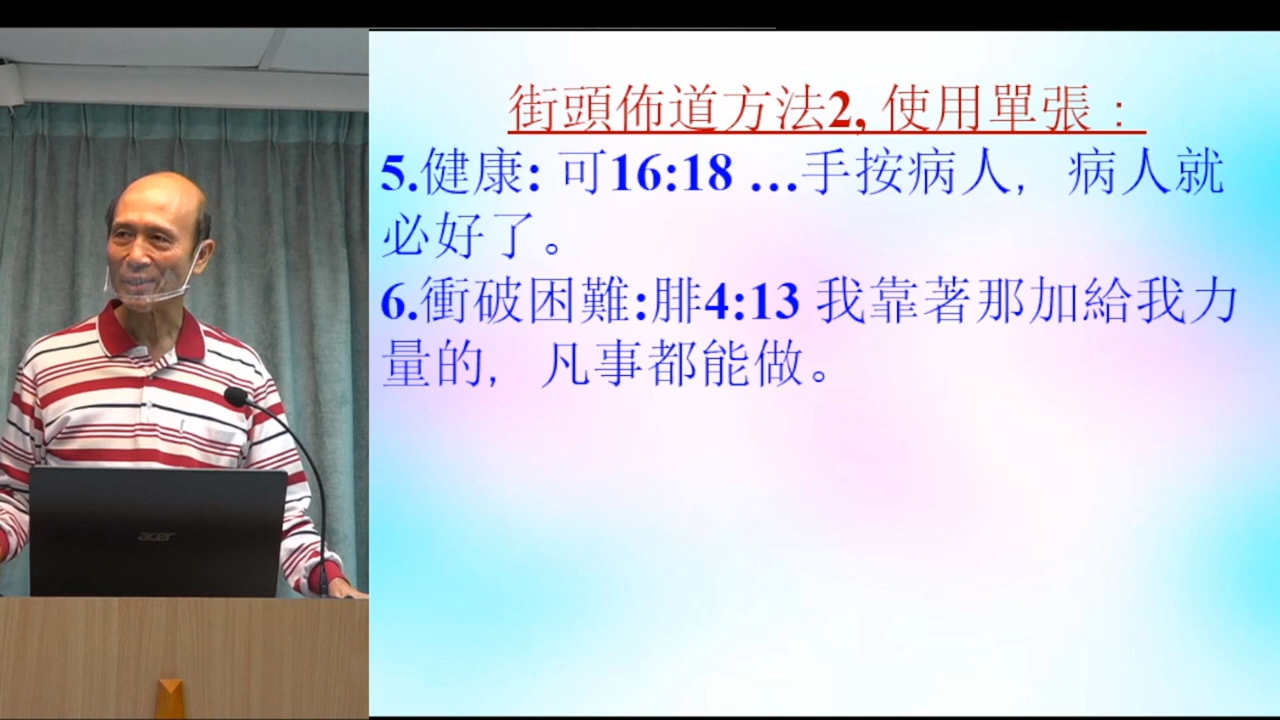 街頭佈道方法2, 使用單張：
5.健康: 可16:18 …手按病人，病人就
必好了。
6.衝破困難:腓4:13 我靠著那加給我力
量的，凡事都能做。
acer